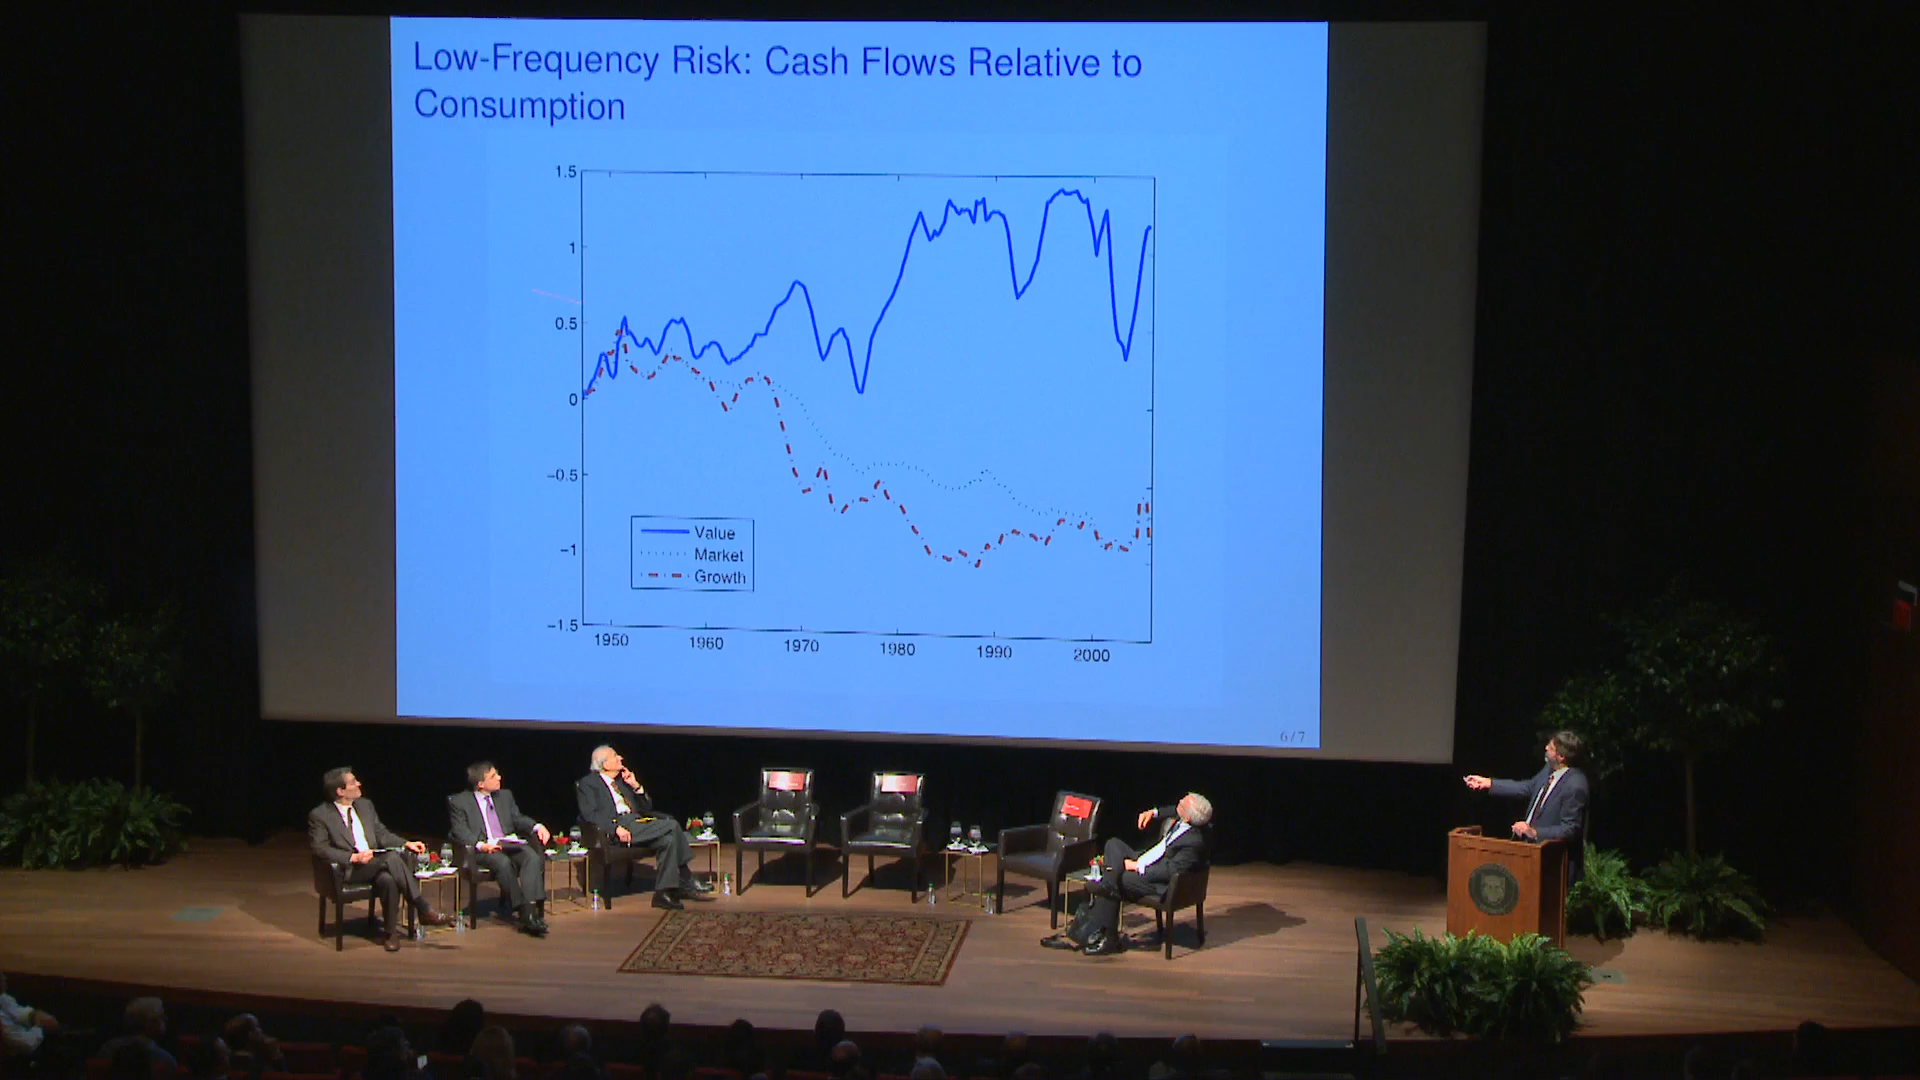 Low-Frequency Risk: Cash Flows Relative to
Consumption
1.5
1
0.5
0
−0.5
−1
−1.5
Value
Market
Growth
1950
1960
1970
1980
1990
2000
6/7